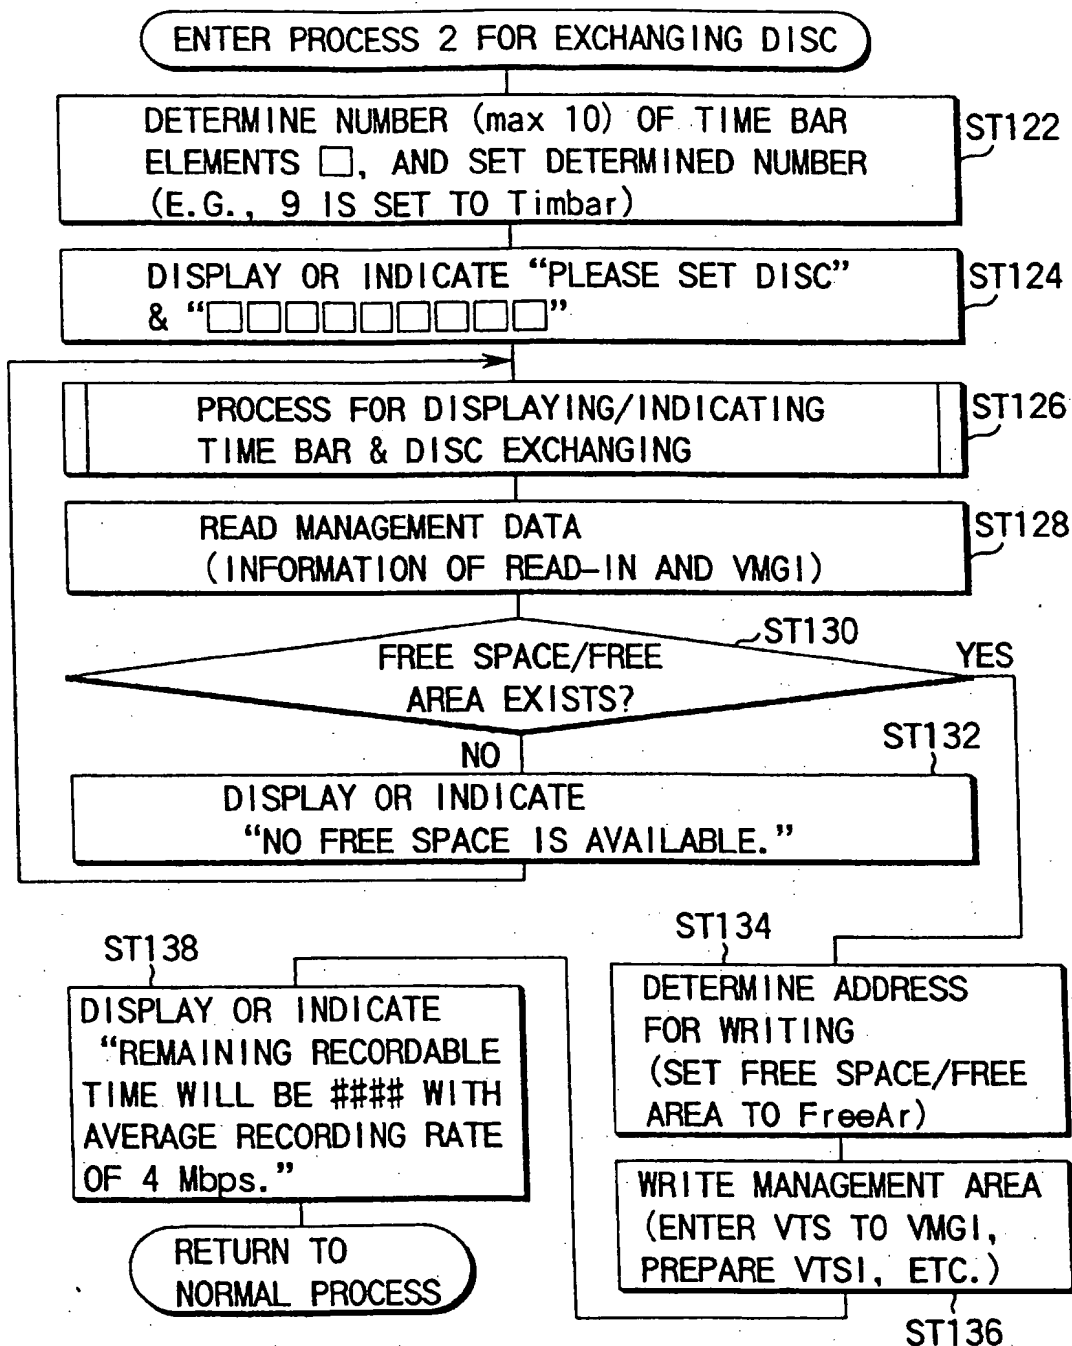 ENTER PROCESS 2 FOR EXCHANGING DISC
DETERMINE NUMBER (max 10) OF TIME BAR
ELEMENTS □, AND SET DETERMINED NUMBER
(E.G., 9 IS SET TO Timbar)
ST122
DISPLAY OR INDICATE “PLEASE SET DISC”
& “□□□□□□□□□”
ST124
PROCESS FOR DISPLAYING/INDICATING
TIME BAR & DISC EXCHANGING
ST126
READ MANAGEMENT DATA
(INFORMATION OF READ-IN AND VMGI)
ST128
ST130
FREE SPACE/FREE
AREA EXISTS?
YES
NO
ST132
DISPLAY OR INDICATE
“NO FREE SPACE IS AVAILABLE.”
ST134
DETERMINE ADDRESS
FOR WRITING
(SET FREE SPACE/FREE
AREA TO FreeAr)
WRITE MANAGEMENT AREA
(ENTER VTS TO VMGI,
PREPARE VTSI, ETC.)
ST136
ST138
DISPLAY OR INDICATE
“REMAINING RECORDABLE
TIME WILL BE #### WITH
AVERAGE RECORDING RATE
OF 4 Mbps.”
RETURN TO
NORMAL PROCESS